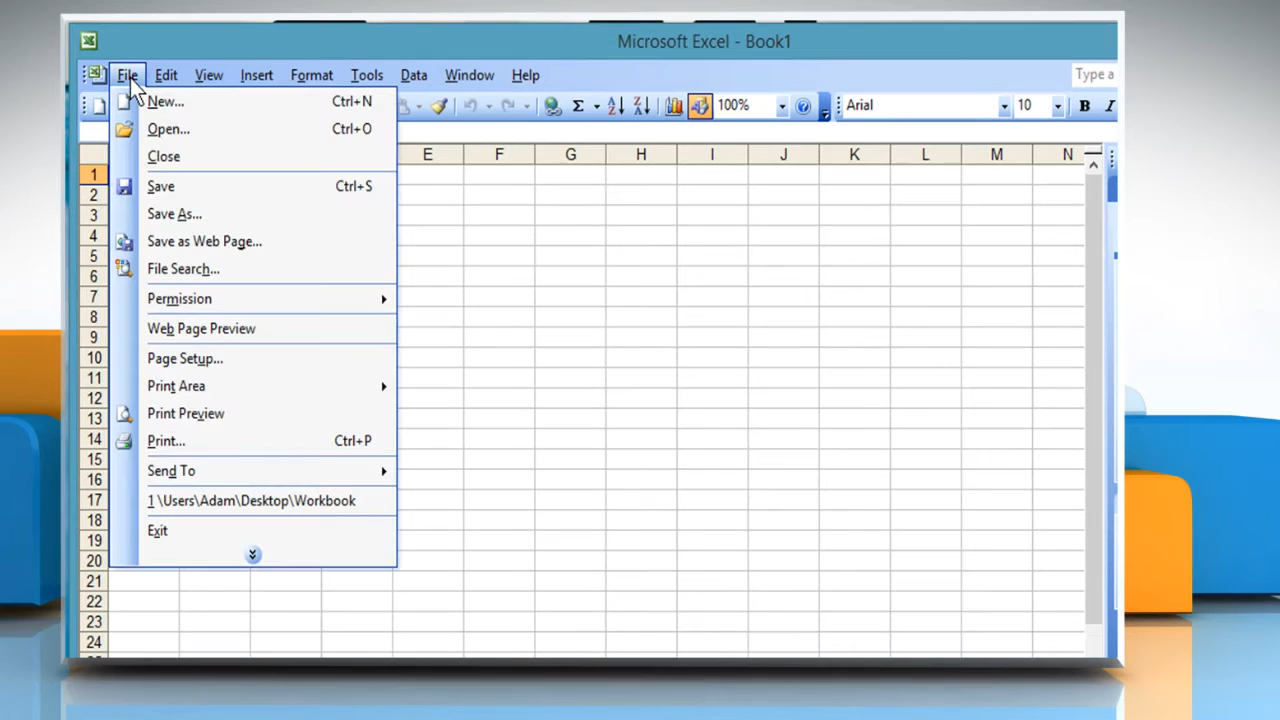 Microsoft Excel - Book1
File Edit View Insert Format Tools Data Window Help Type a
New... Ctrl+N
100% Arial 10 B I
Open... Ctrl+O
Close
Save Ctrl+S
Save As...
Save as Web Page...
File Search...
Permission
Web Page Preview
Page Setup...
Print Area
Print Preview
Print... Ctrl+P
Send To
1 \Users\Adam\Desktop\Workbook
Exit
E F G H I J K L M N
1
2
3
4
5
6
7
8
9
10
11
12
13
14
15
16
17
18
19
20
21
22
23
24